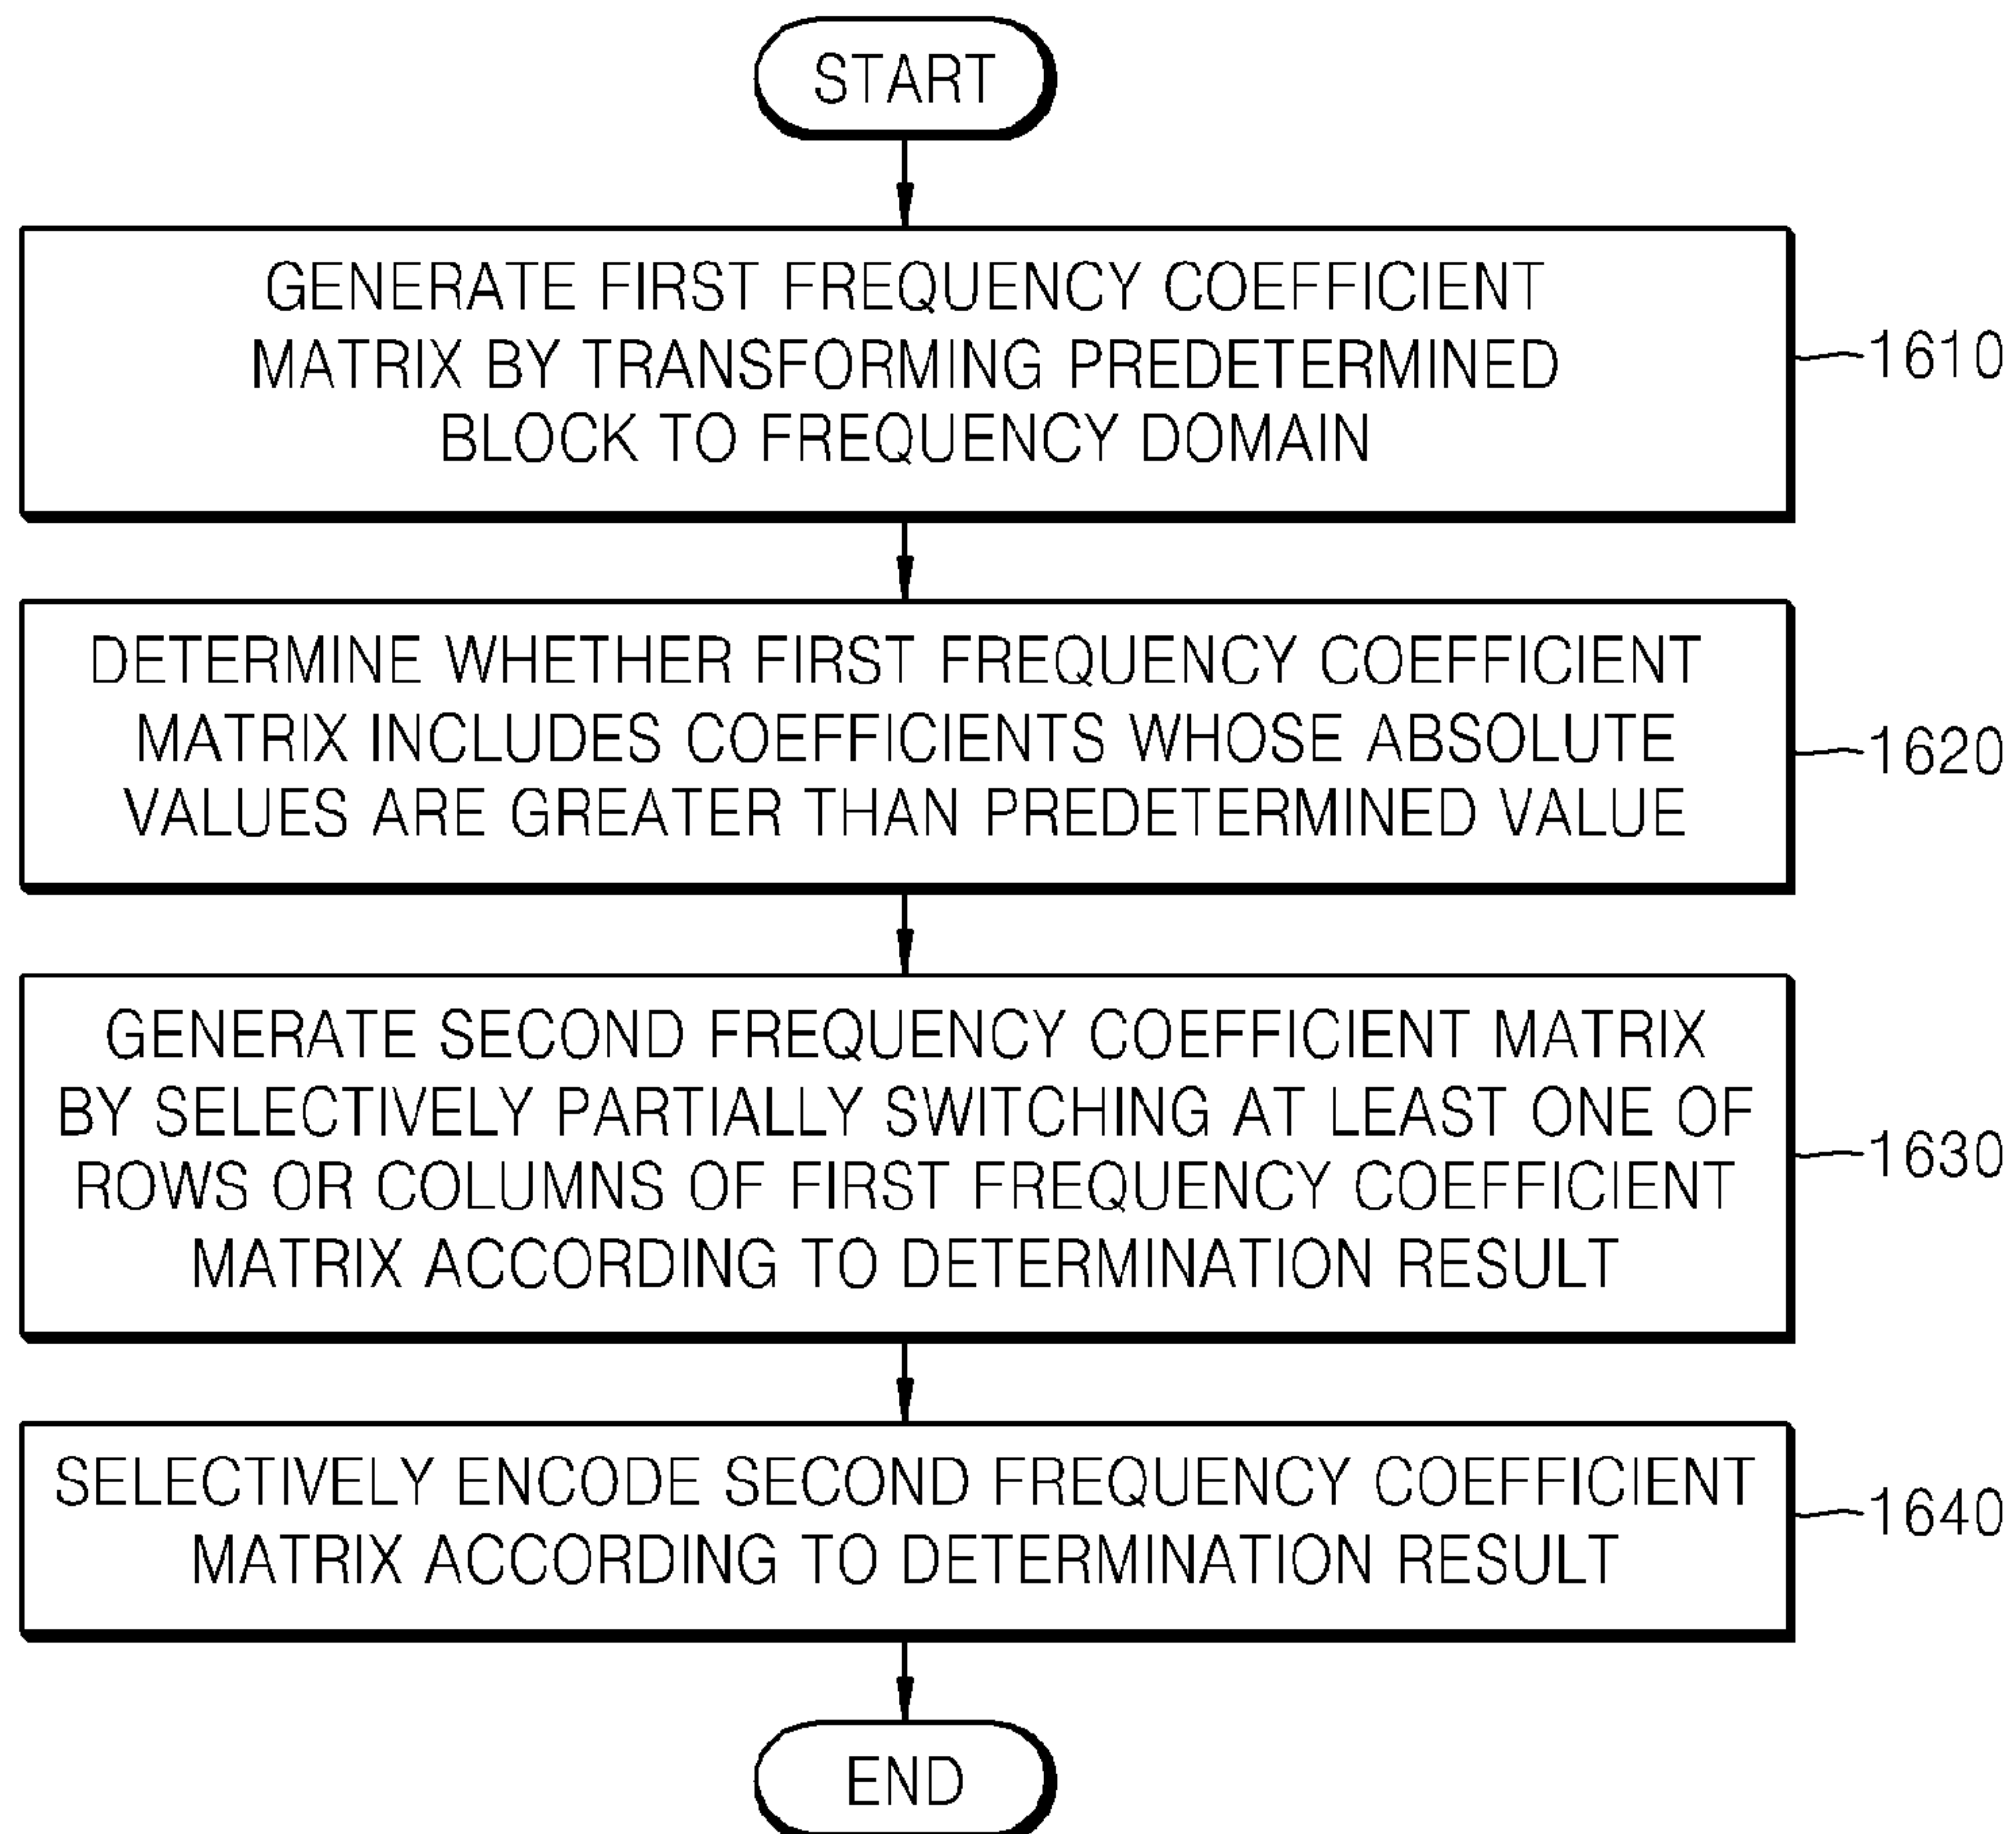 START
GENERATE FIRST FREQUENCY COEFFICIENT
MATRIX BY TRANSFORMING PREDETERMINED
BLOCK TO FREQUENCY DOMAIN
1610
DETERMINE WHETHER FIRST FREQUENCY COEFFICIENT
MATRIX INCLUDES COEFFICIENTS WHOSE ABSOLUTE
VALUES ARE GREATER THAN PREDETERMINED VALUE
1620
GENERATE SECOND FREQUENCY COEFFICIENT MATRIX
BY SELECTIVELY PARTIALLY SWITCHING AT LEAST ONE OF
ROWS OR COLUMNS OF FIRST FREQUENCY COEFFICIENT
MATRIX ACCORDING TO DETERMINATION RESULT
1630
SELECTIVELY ENCODE SECOND FREQUENCY COEFFICIENT
MATRIX ACCORDING TO DETERMINATION RESULT
1640
END